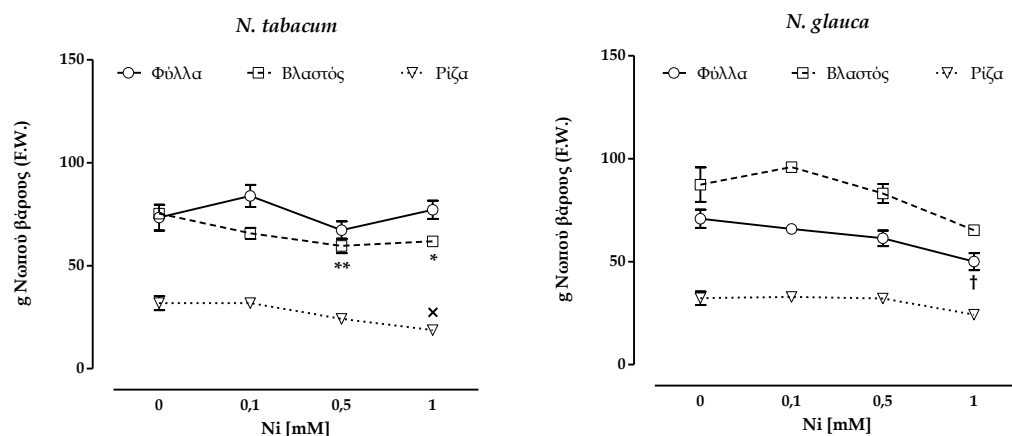 N. tabacum
150
Φύλλα
Βλαστός
Ρίζα
100
50
0
g Νωπού βάρους (F.W.)
**
*
×
0
0,1
0,5
1
Ni [mM]
N. glauca
150
Φύλλα
Βλαστός
Ρίζα
100
50
0
g Νωπού βάρους (F.W.)
†
0
0,1
0,5
1
Ni [mM]